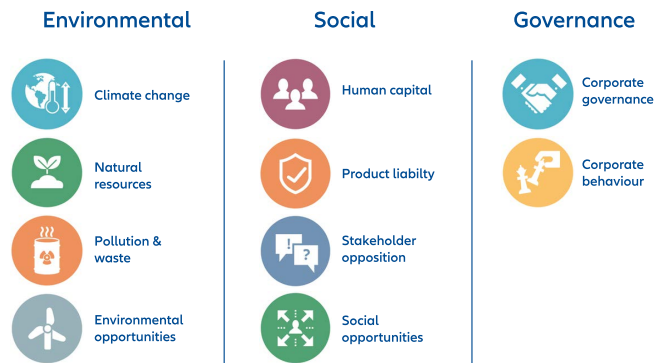 Environmental
Climate change
Natural
resources
Pollution &
waste
Environmental
opportunities
Social
Human capital
Product liabilty
Stakeholder
opposition
Social
opportunities
Governance
Corporate
governance
Corporate
behaviour